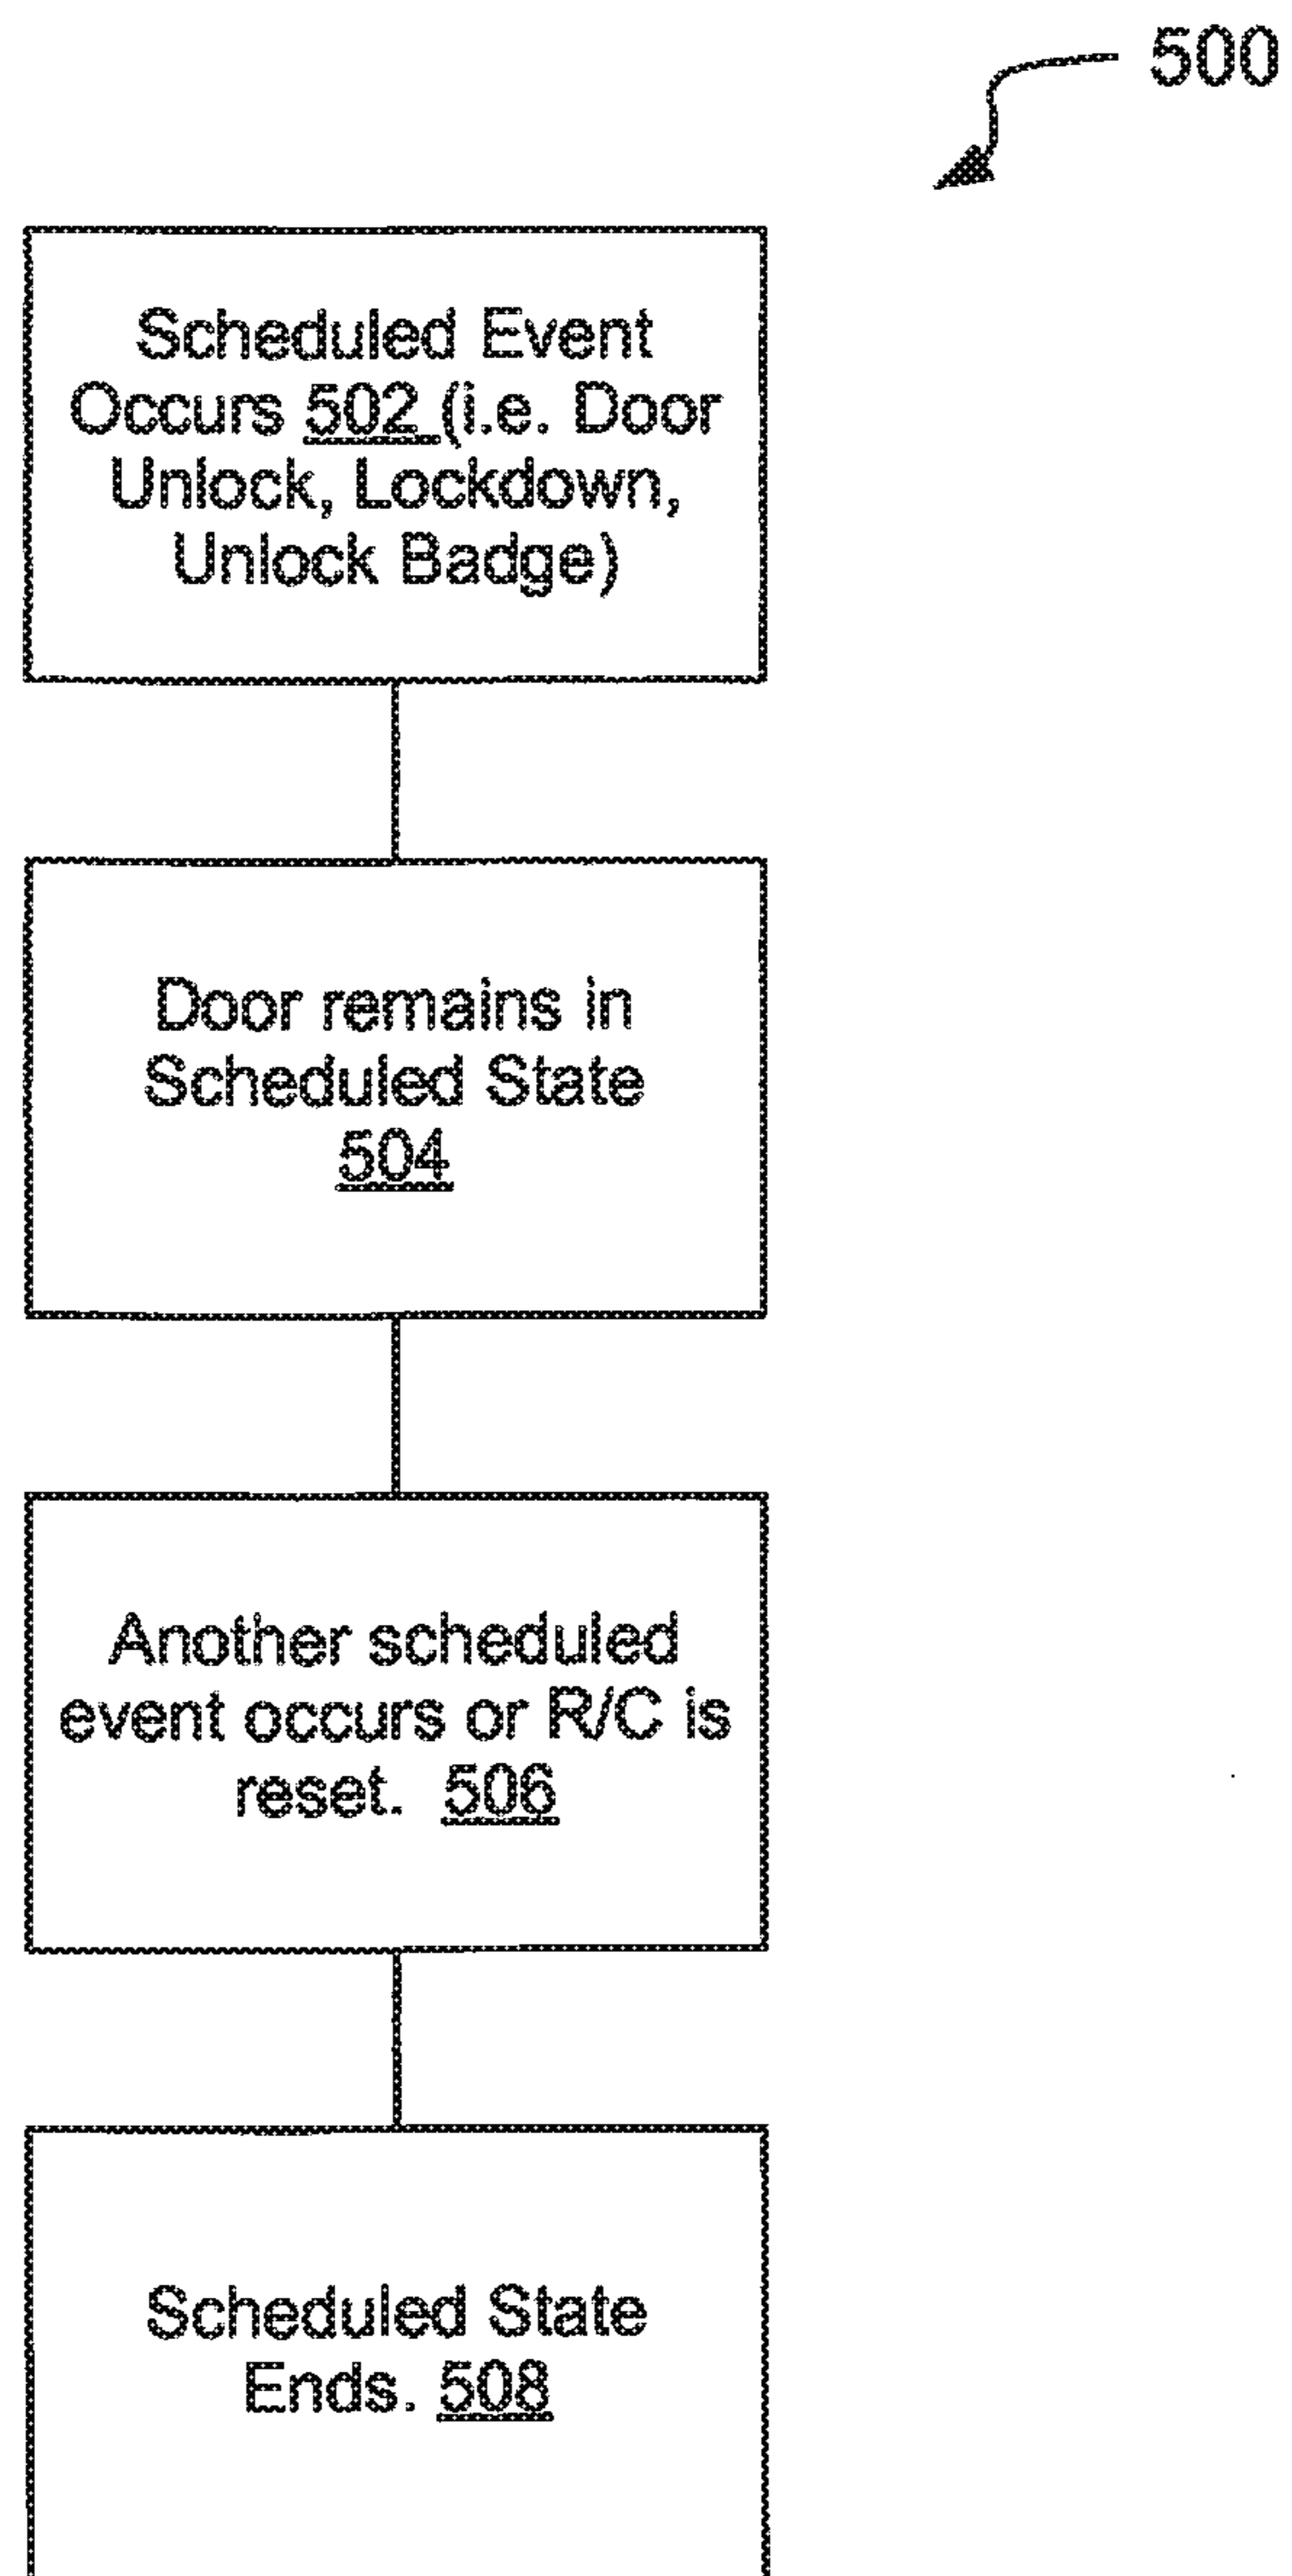 500
Scheduled Event
Occurs 502 (i.e. Door
Unlock, Lockdown,
Unlock Badge)
Door remains in
Scheduled State
504
Another scheduled
event occurs or R/C is
reset. 506
Scheduled State
Ends. 508